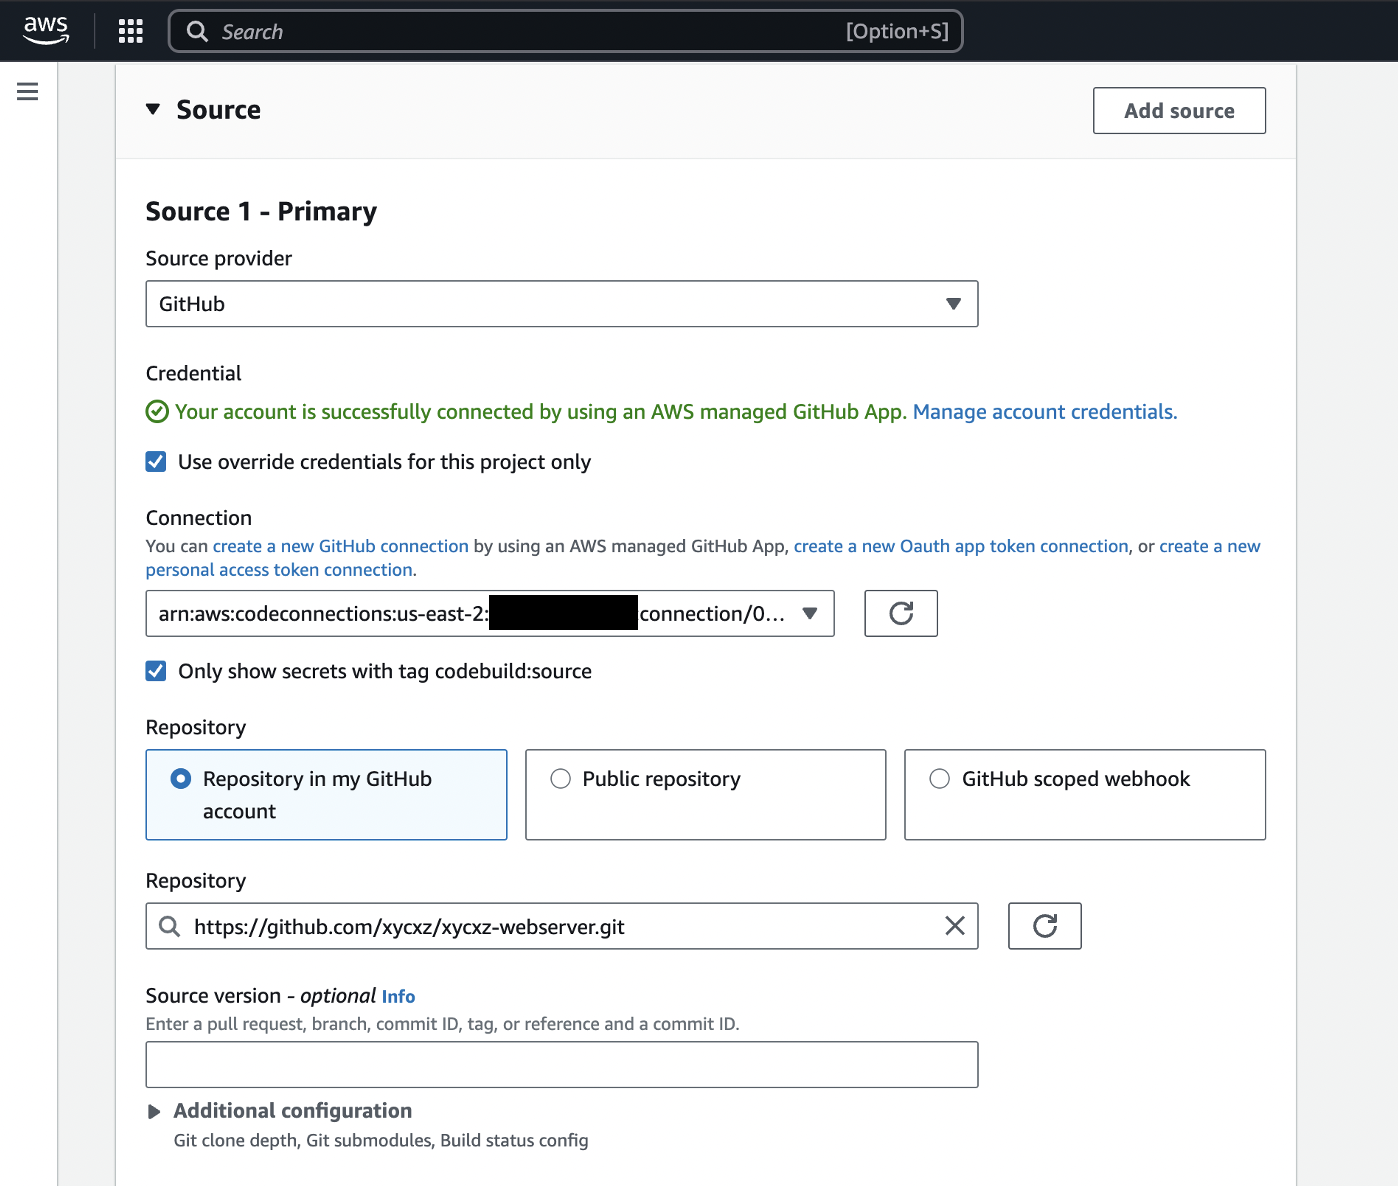 aws
Search
[Option+S]
Source
Add source
Source 1 - Primary
Source provider
GitHub
Credential
Your account is successfully connected by using an AWS managed GitHub App. Manage account credentials.
Use override credentials for this project only
Connection
You can create a new GitHub connection by using an AWS managed GitHub App, create a new Oauth app token connection, or create a new
personal access token connection.
arn:aws:codeconnections:us-east-2: connection/0...
Only show secrets with tag codebuild:source
Repository
Repository in my GitHub
account
Public repository
GitHub scoped webhook
Repository
https://github.com/xycxz/xycxz-webserver.git
Source version - optional Info
Enter a pull request, branch, commit ID, tag, or reference and a commit ID.
Additional configuration
Git clone depth, Git submodules, Build status config